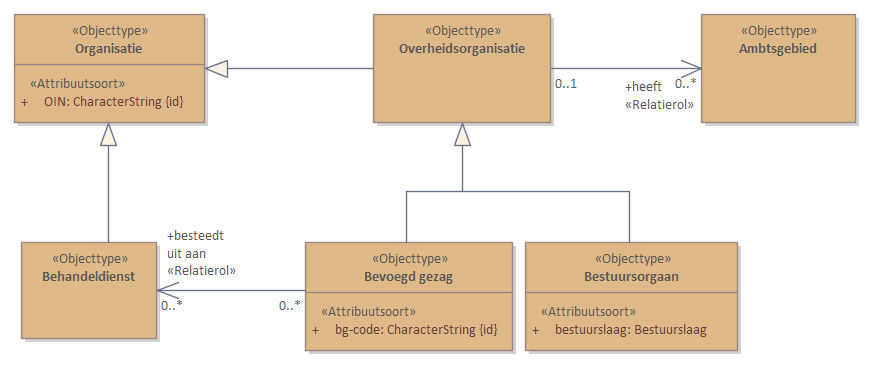 «Objecttype»
Organisatie
«Attribuutsoort»
+ OIN: CharacterString {id}
«Objecttype»
Overheidsorganisatie
0..1
+heeft
«Relatierol»
0..*
«Objecttype»
Ambtsgebied
«Objecttype»
Behandeldienst
+besteedt
uit aan
«Relatierol»
0..*
0..*
«Objecttype»
Bevoegd gezag
«Attribuutsoort»
+ bg-code: CharacterString {id}
«Objecttype»
Bestuursorgaan
«Attribuutsoort»
+ bestuurslaag: Bestuurslaag